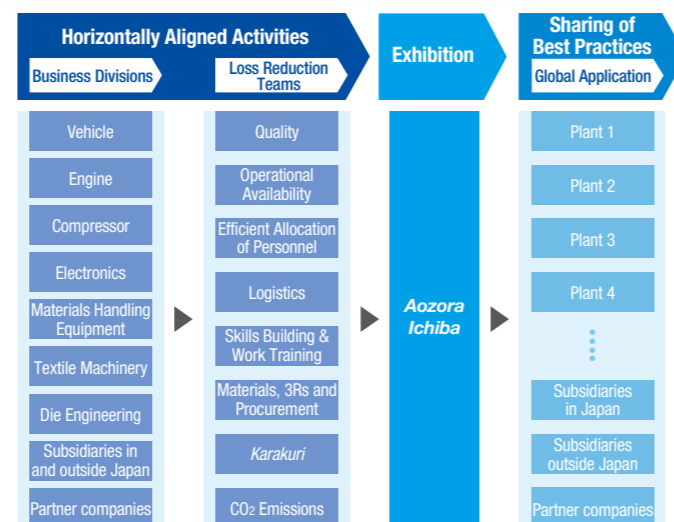 Horizontally Aligned Activities
Business Divisions
Loss Reduction
Teams
Exhibition
Sharing of
Best Practices
Global Application
Vehicle
Engine
Compressor
Electronics
Materials Handling
Equipment
Textile Machinery
Die Engineering
Subsidiaries in
and outside Japan
Partner companies
Quality
Operational
Availability
Efficient Allocation
of Personnel
Logistics
Skills Building &
Work Training
Materials, 3Rs and
Procurement
Karakuri
CO2 Emissions
Aozora
Ichiba
Plant 1
Plant 2
Plant 3
Plant 4
Subsidiaries
in Japan
Subsidiaries
outside Japan
Partner companies